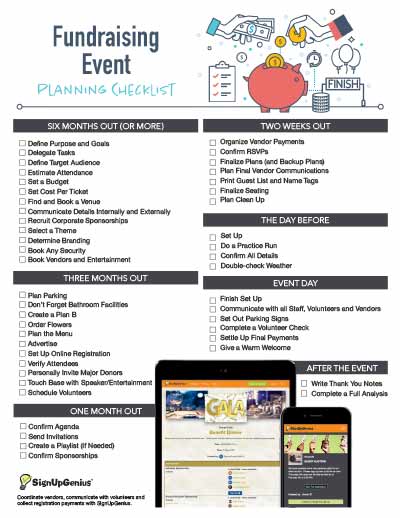 Fundraising
Event
PLANNING CHECKLIST
FINISH
SIX MONTHS OUT (OR MORE)
Define Purpose and Goals
Delegate Tasks
Define Target Audience
Estimate Attendance
Set a Budget
Set Cost Per Ticket
Find and Book a Venue
Communicate Details Internally and Externally
Recruit Corporate Sponsorships
Select a Theme
Determine Branding
Book Any Security
Book Vendors and Entertainment
THREE MONTHS OUT
Plan Parking
Don't Forget Bathroom Facilities
Create a Plan B
Order Flowers
Plan the Menu
Advertise
Set Up Online Registration
Verify Attendees
Personally Invite Major Donors
Touch Base with Speaker/Entertainment
Schedule Volunteers
ONE MONTH OUT
Confirm Agenda
Send Invitations
Create a Playlist (If Needed)
Confirm Sponsorships
TWO WEEKS OUT
Organize Vendor Payments
Confirm RSVPs
Finalize Plans (and Backup Plans)
Plan Final Vendor Communications
Print Guest List and Name Tags
Finalize Seating
Plan Clean Up
THE DAY BEFORE
Set Up
Do a Practice Run
Confirm All Details
Double-check Weather
EVENT DAY
Finish Set Up
Communicate with all Staff, Volunteers and Vendors
Set Out Parking Signs
Complete a Volunteer Check
Settle Up Final Payments
Give a Warm Welcome
AFTER THE EVENT
Write Thank You Notes
Complete a Full Analysis
GALA
SignUpGenius
Coordinate vendors, communicate with volunteers and
collect registration payments with SignUpGenius.